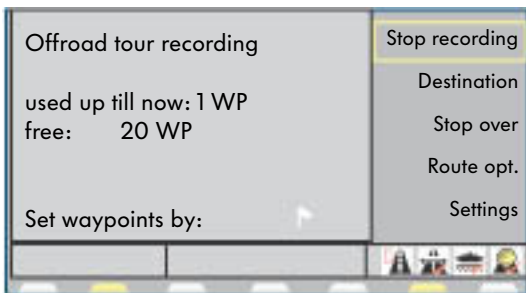 Offroad tour recording
used up till now: 1 WP
free: 20 WP
Set waypoints by:
Stop recording
Destination
Stop over
Route opt.
Settings